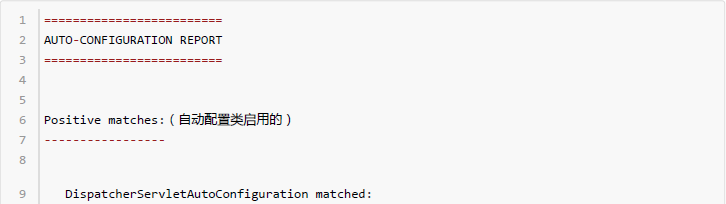 1 =========================
2 AUTO-CONFIGURATION REPORT
3 =========================
4
5
6 Positive matches:（自动配置类启用的）
7 -----------------
8
9 DispatcherServletAutoConfiguration matched: